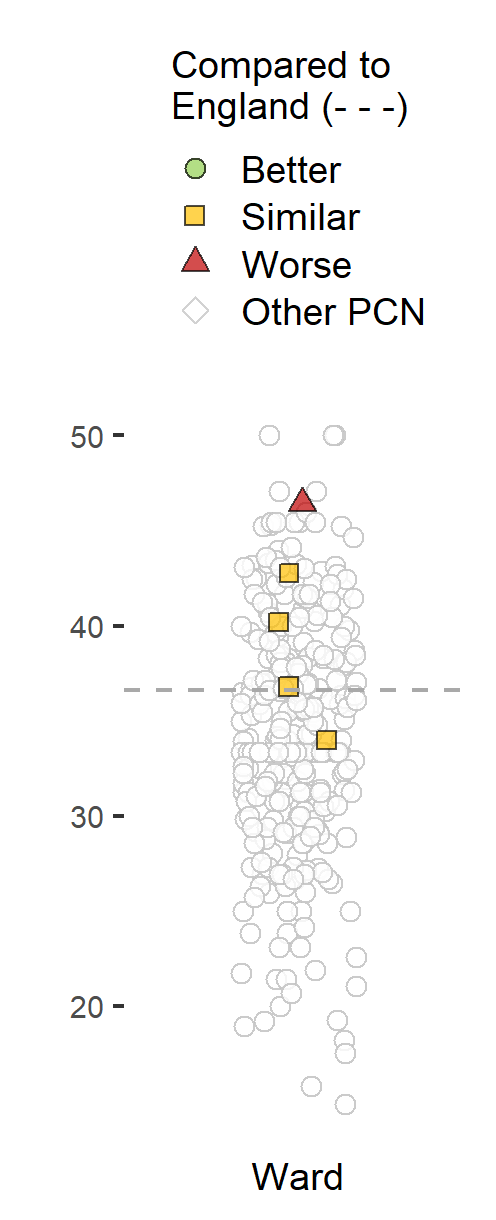 Compared to
England (- - -)
Better
Similar
Worse
Other PCN
50
40
30
20
Ward